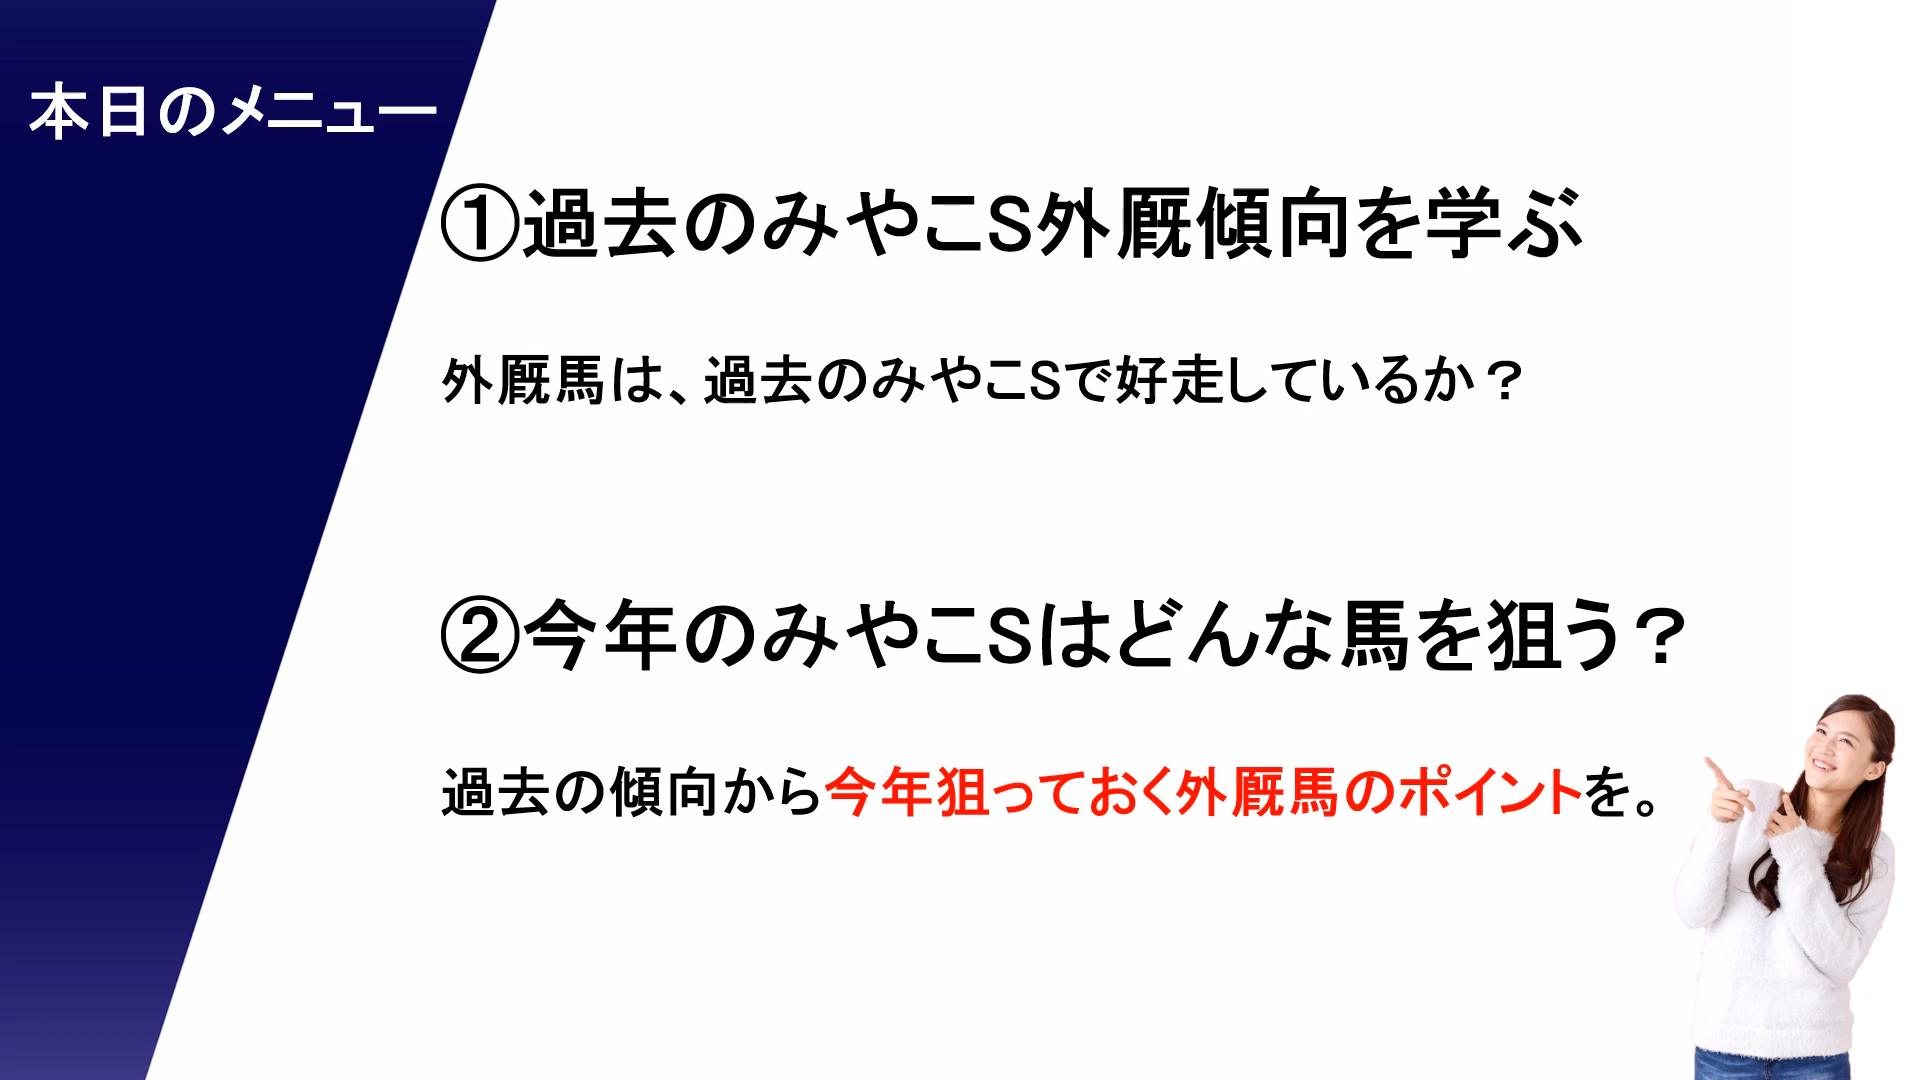 本日のメニュー
①過去のみやこS外厩傾向を学ぶ
外厩馬は、過去のみやこSで好走しているか？
②今年のみやこSはどんな馬を狙う？
過去の傾向から今年狙っておく外厩馬のポイントを。